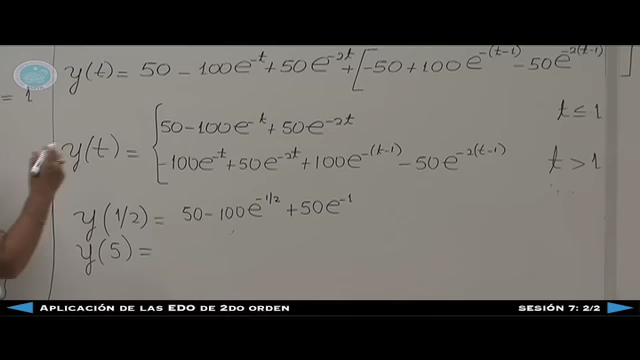 y(t) = 50 - 100e^{-t} + 50e^{-2t} + [-50 + 100e^{-(t-1)} - 50e^{-2(t-1)}]
= 1
y(t) = { 50 - 100e^{-t} + 50e^{-2t} t ≤ 1
-100e^{-t} + 50e^{-2t} + 100e^{-(t-1)} - 50e^{-2(t-1)} t > 1
y(1/2) = 50 - 100e^{-1/2} + 50e^{-1}
y(5) =
Aplicación de las EDO de 2do orden
Sesión 7: 2/2